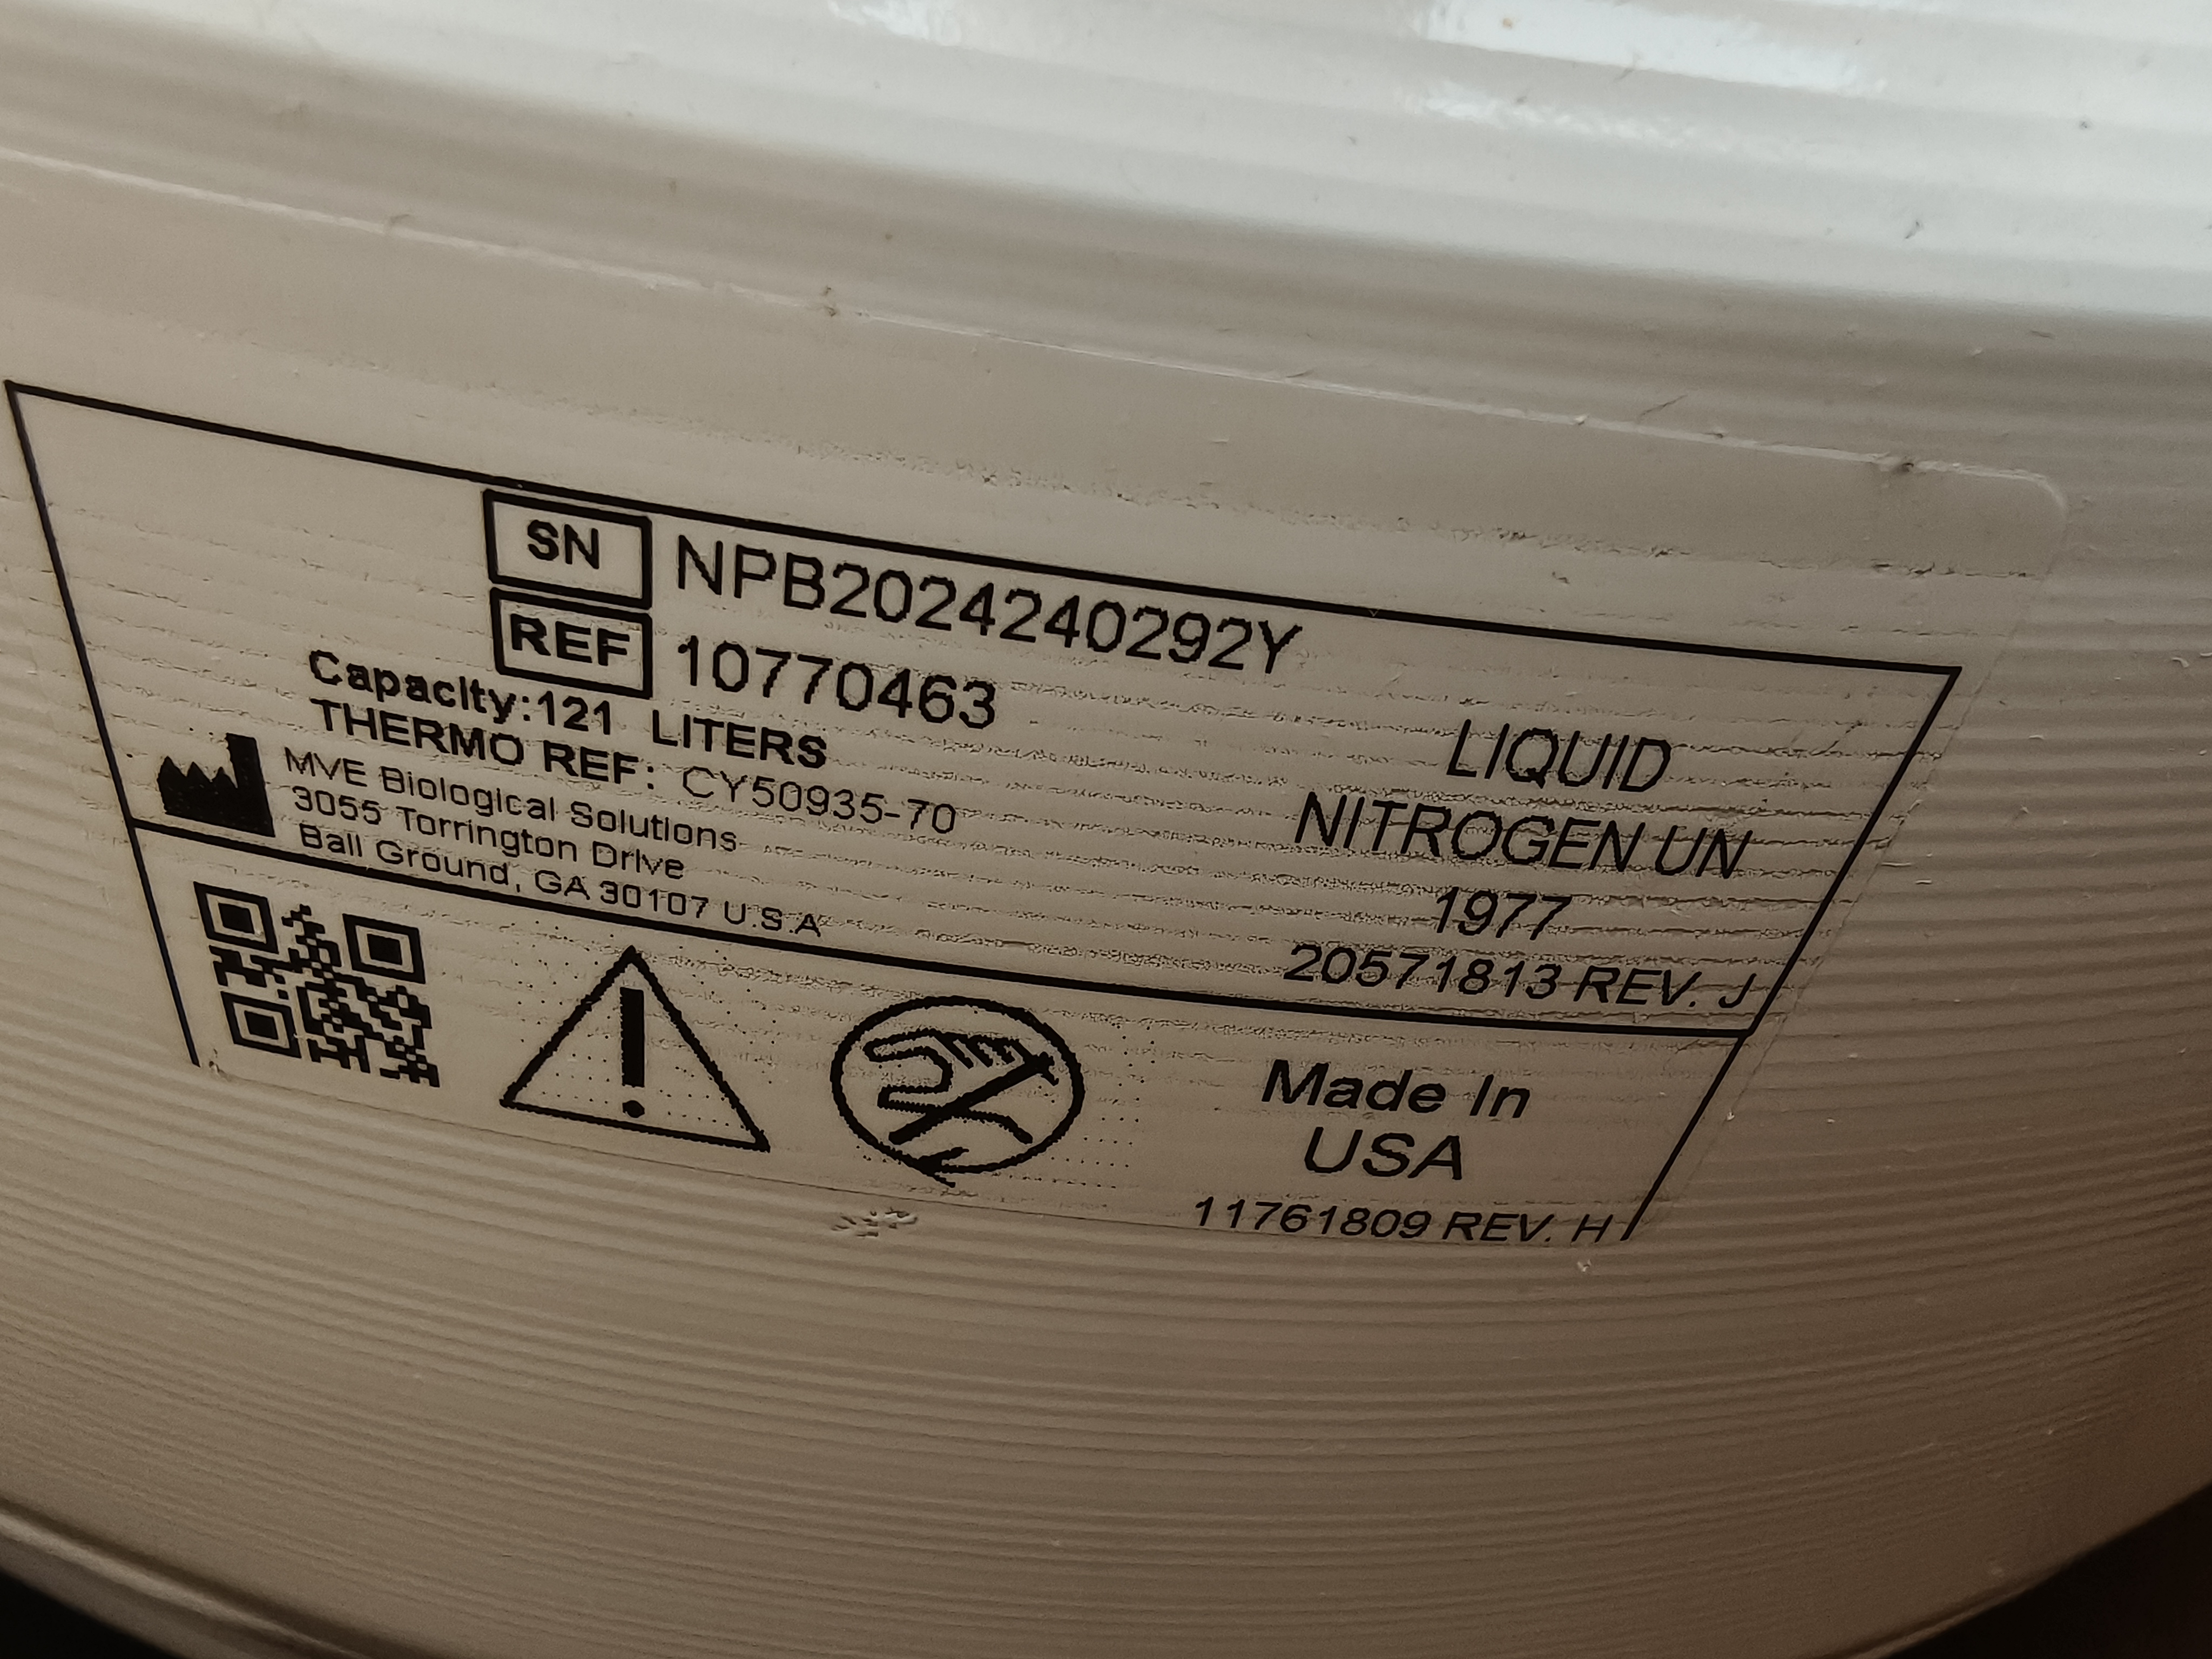 SN NPB2024240292Y
REF 10770463
Capacity:121 LITERS
THERMO REF: CY50935-70
MVE Biological Solutions
3055 Torrington Drive
Ball Ground, GA 30107 U.S.A
LIQUID
NITROGEN UN
1977
20571813 REV. J
Made In
USA
11761809 REV. H